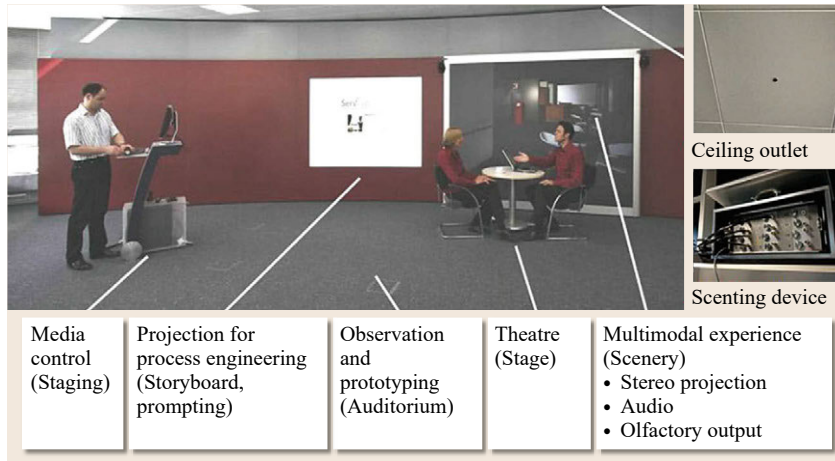 Ceiling outlet
Scenting device
Media
control
(Staging)
Projection for
process engineering
(Storyboard,
prompting)
Observation
and
prototyping
(Auditorium)
Theatre
(Stage)
Multimodal experience
(Scenery)
• Stereo projection
• Audio
• Olfactory output